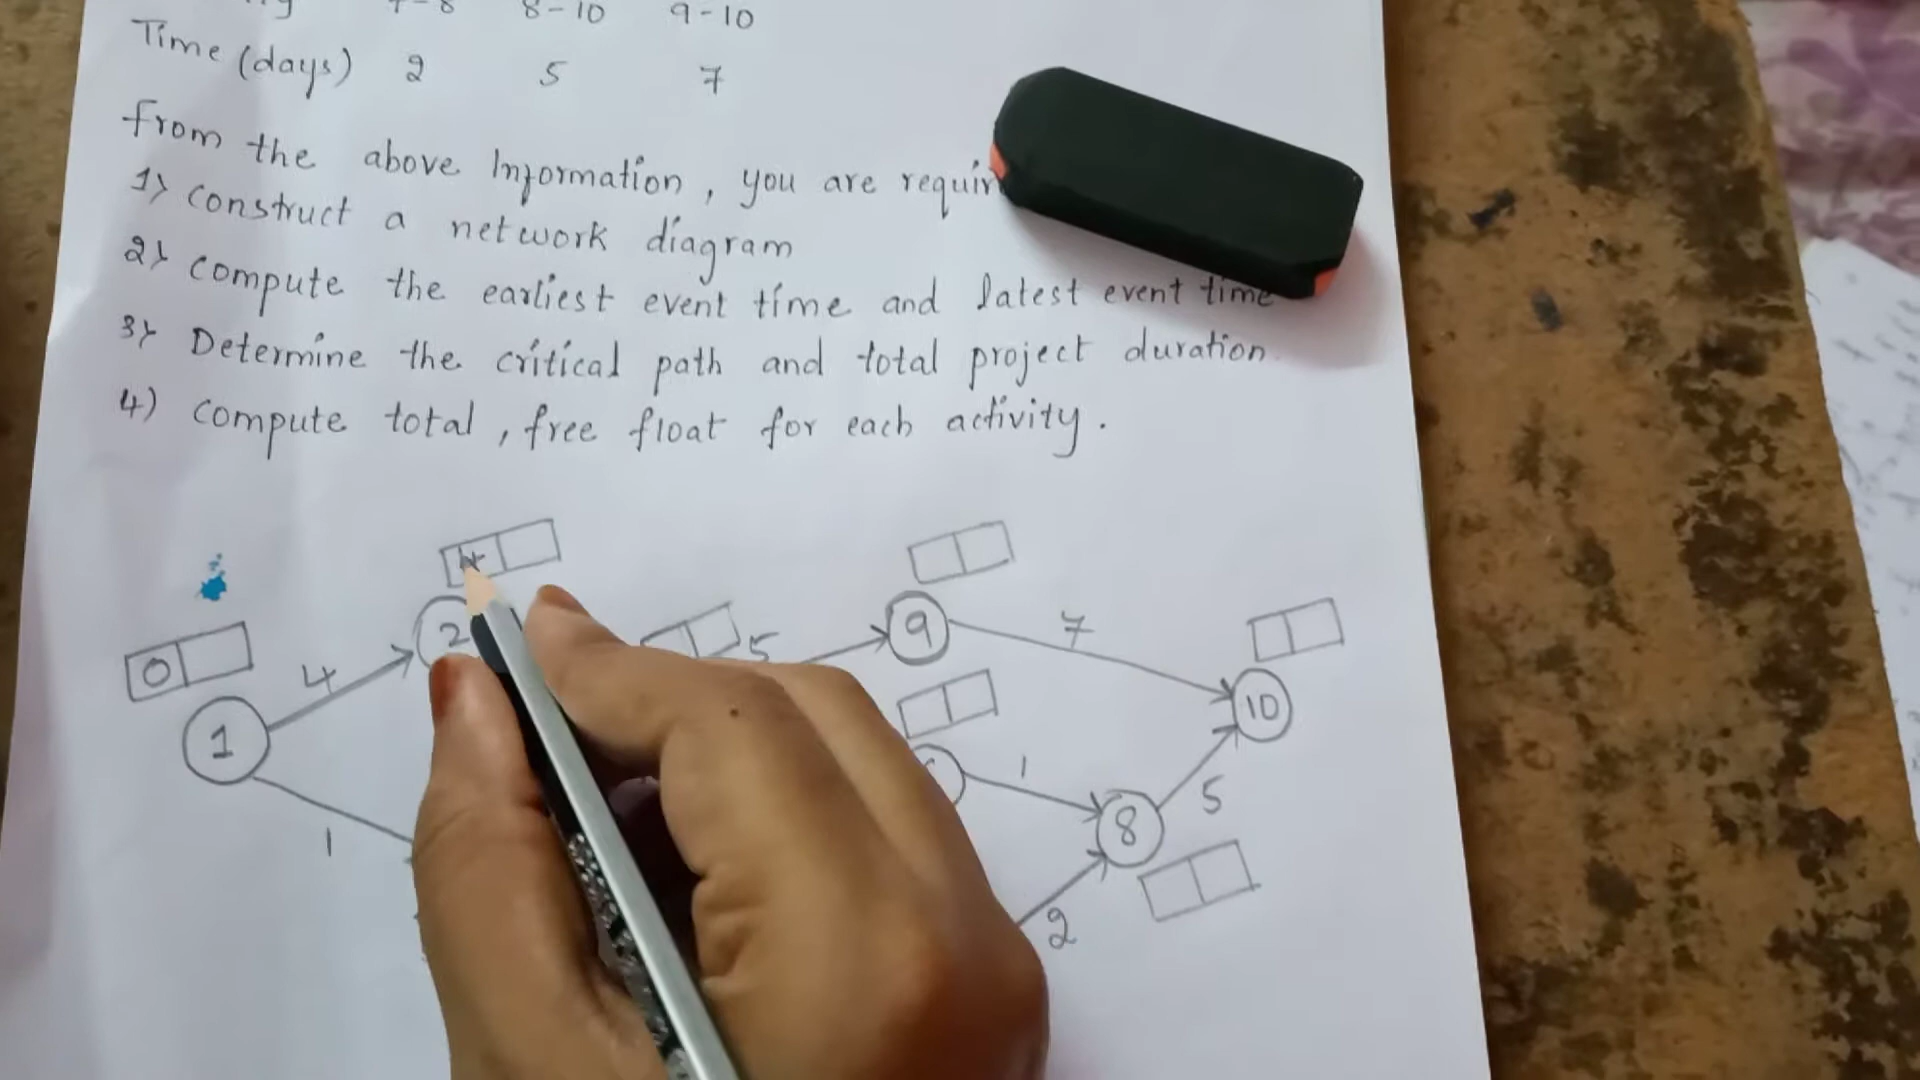 8-10 9-10
Time (days) 2 5 7
From the above Information, you are
1) construct a network diagram
2) compute the earliest event time and latest event time
3) Determine the critical path and total project duration.
4) compute total, free float for each activity.
4
0
4
2
5
9
7
10
1
1
1
8
5
2